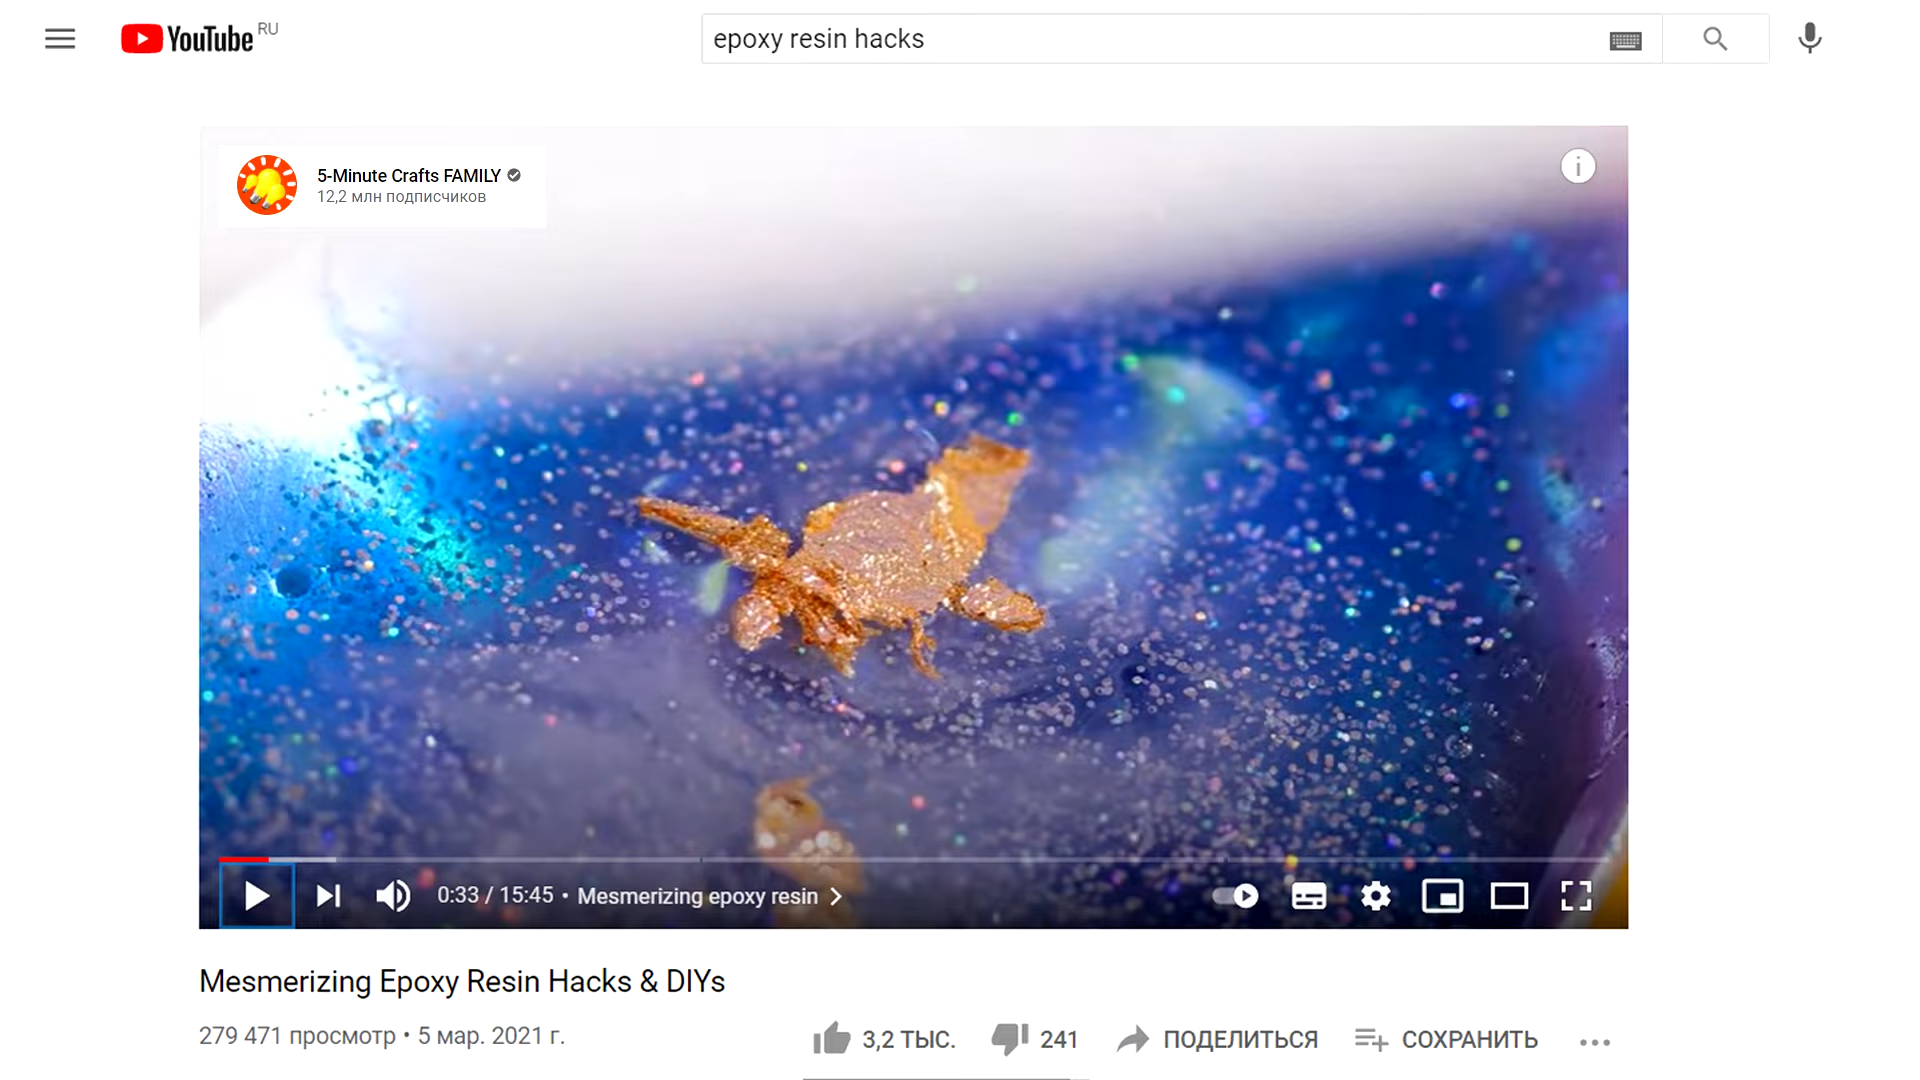 YouTube RU
epoxy resin hacks
5-Minute Crafts FAMILY
12,2 млн подписчиков
0:33 / 15:45 • Mesmerizing epoxy resin
Mesmerizing Epoxy Resin Hacks & DIYs
279 471 просмотр • 5 мар. 2021 г.
3,2 ТЫС. 241 ПОДЕЛИТЬСЯ СОХРАНИТЬ